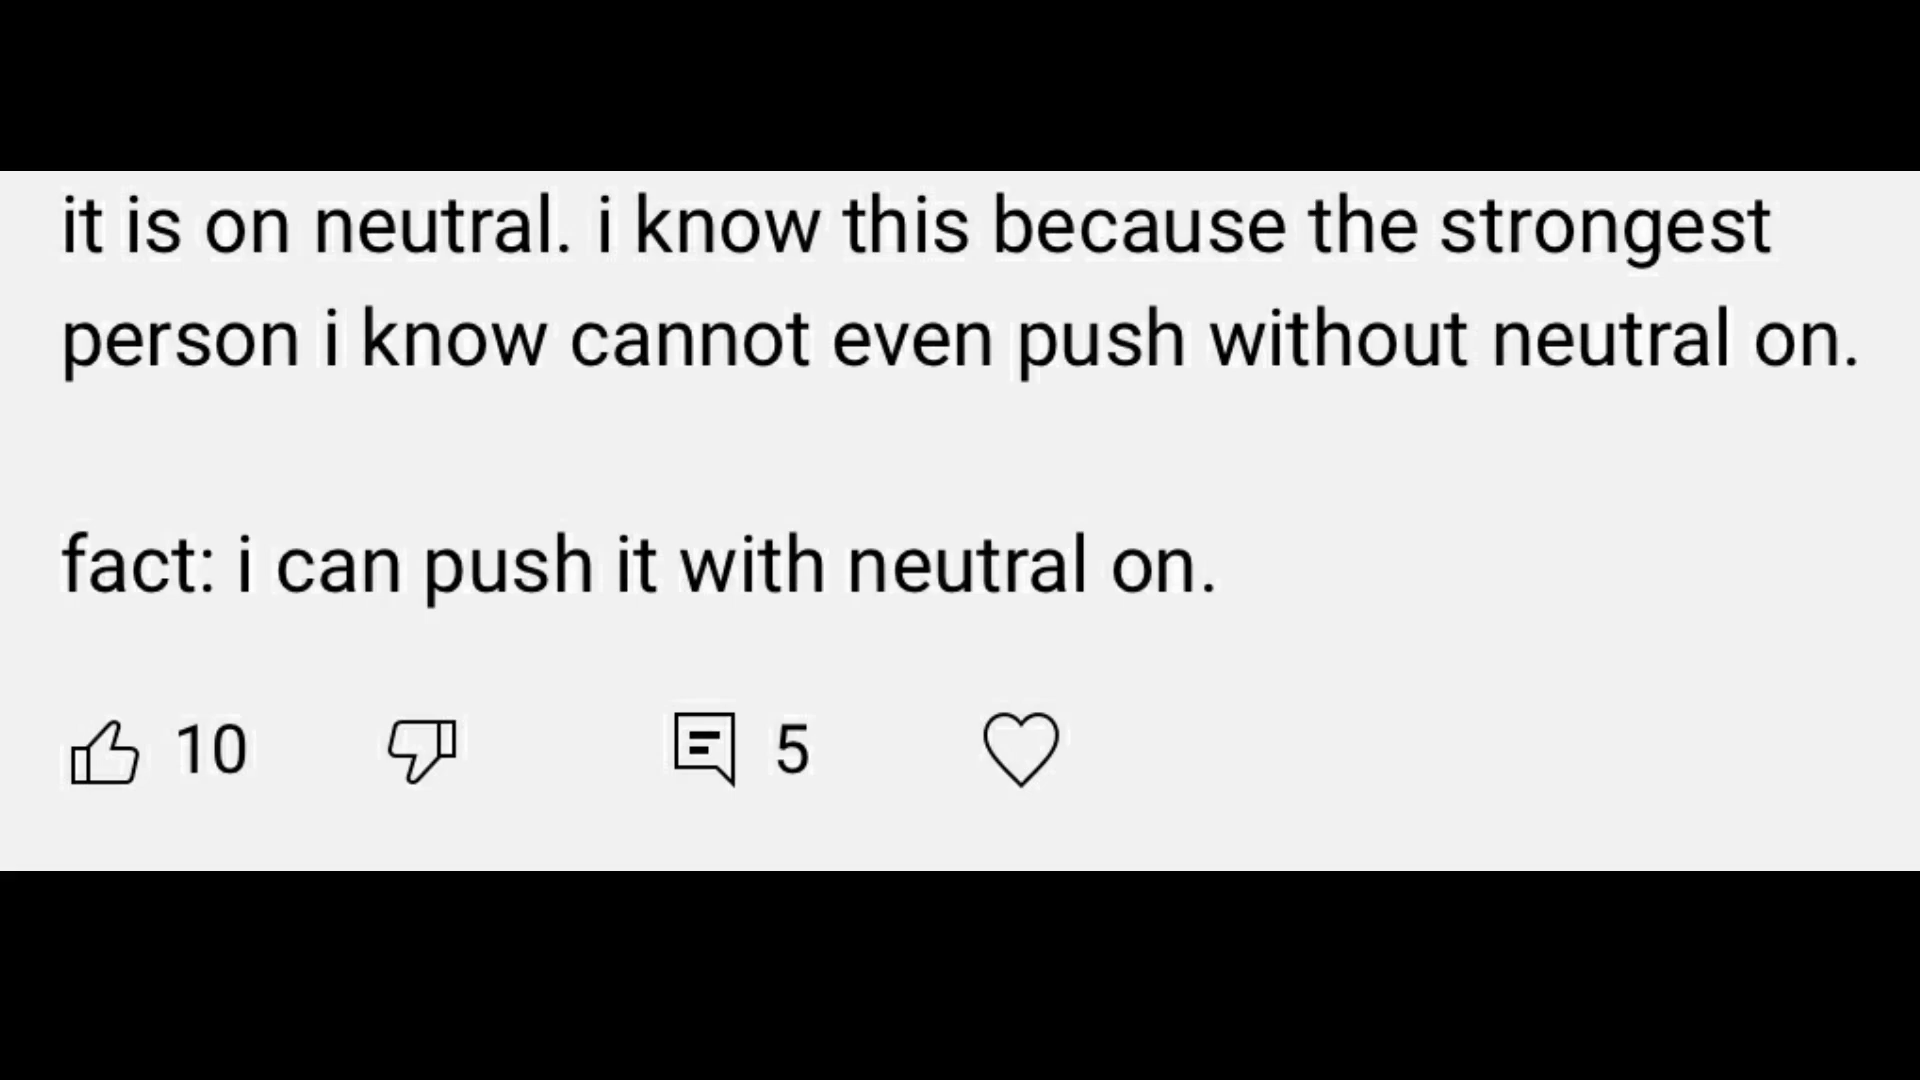 it is on neutral. i know this because the strongest
person i know cannot even push without neutral on.
fact: i can push it with neutral on.
10 5